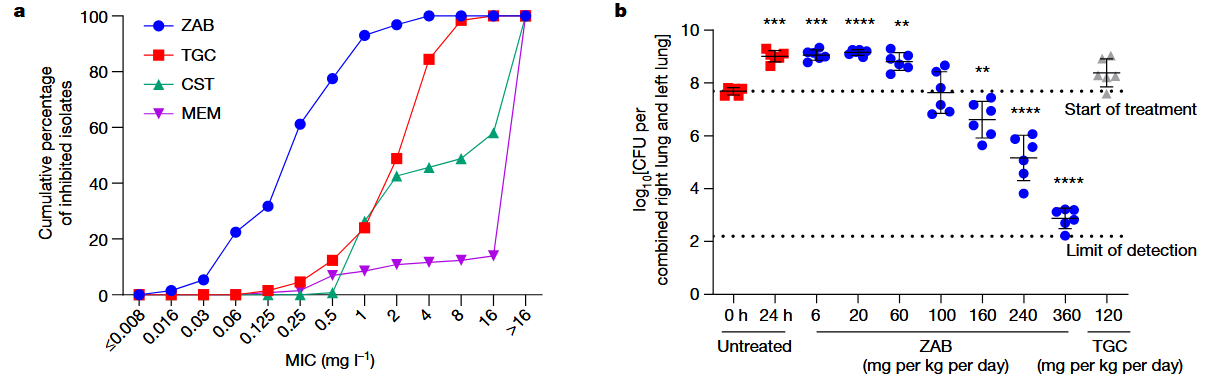 a
Cumulative percentage
of inhibited isolates
100
80
60
40
20
0
ZAB
TGC
CST
MEM
≤0.008
0.016
0.03
0.06
0.125
0.25
0.5
1
2
4
8
16
>16
MIC (mg l⁻¹)
b
log₁₀[CFU per
combined right lung and left lung]
10
8
6
4
2
0
***
***
****
**
**
****
****
Start of treatment
Limit of detection
0 h
24 h
6
20
60
100
160
240
360
120
Untreated
ZAB
(mg per kg per day)
TGC
(mg per kg per day)